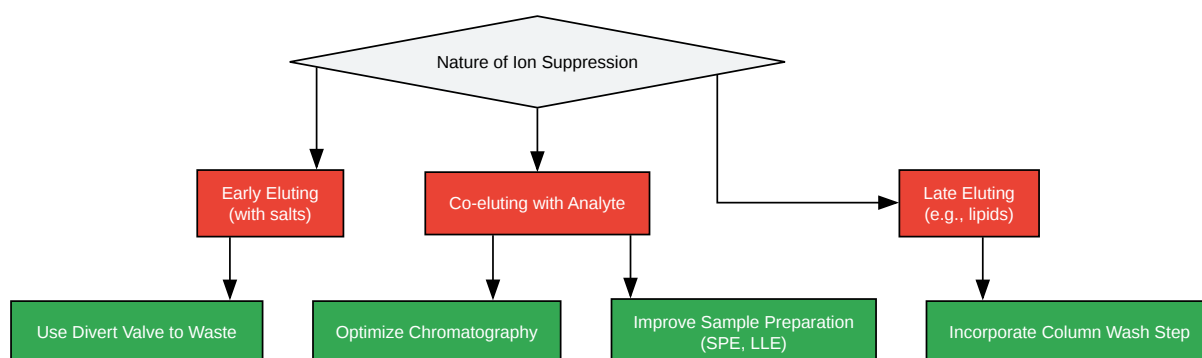 Nature of Ion Suppression
Early Eluting
(with salts)
Co-eluting with Analyte
Late Eluting
(e.g., lipids)
Use Divert Valve to Waste
Optimize Chromatography
Improve Sample Preparation
(SPE, LLE)
Incorporate Column Wash Step